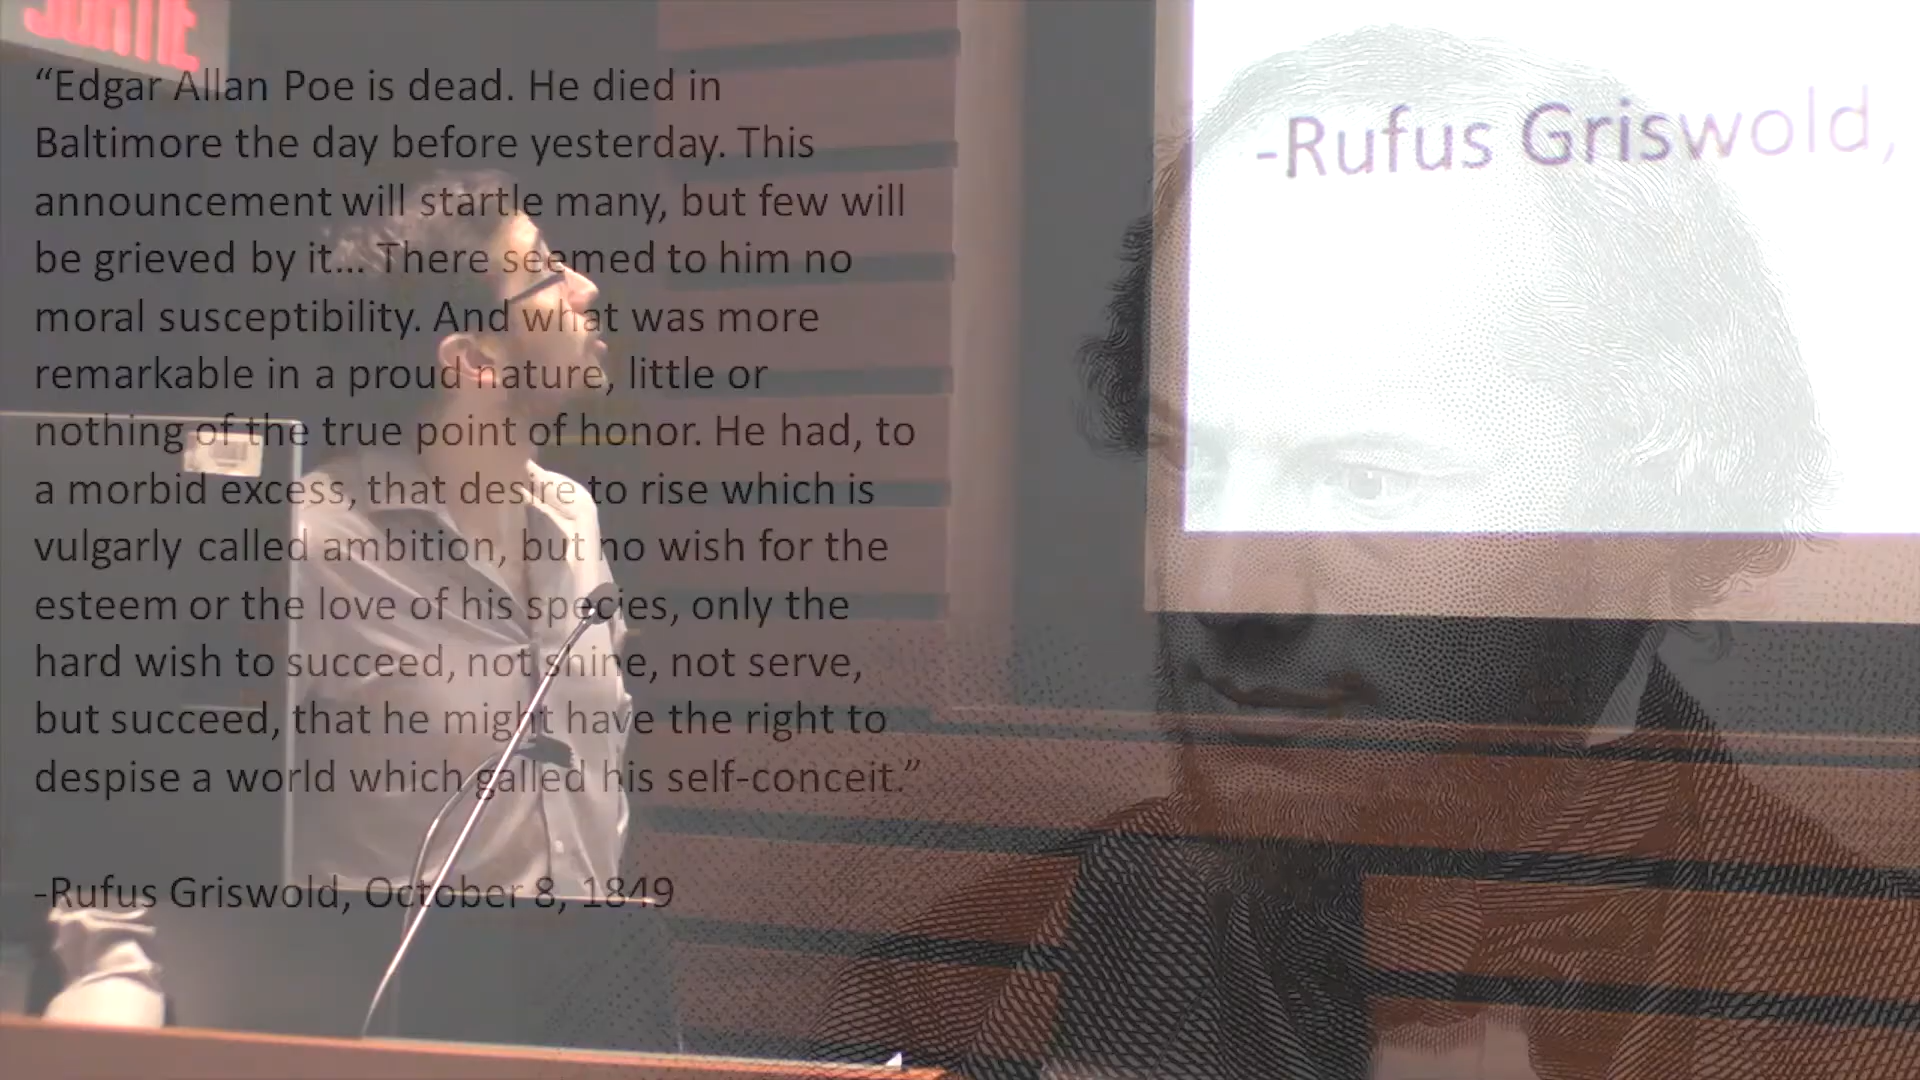 SORTIE
“Edgar Allan Poe is dead. He died in
Baltimore the day before yesterday. This
announcement will startle many, but few will
be grieved by it... There seemed to him no
moral susceptibility. And what was more
remarkable in a proud nature, little or
nothing of the true point of honor. He had, to
a morbid excess, that desire to rise which is
vulgarly called ambition, but no wish for the
esteem or the love of his species, only the
hard wish to succeed, not shine, not serve,
but succeed, that he might have the right to
despise a world which galled his self-conceit.”
-Rufus Griswold, October 8, 1849
-Rufus Griswold,